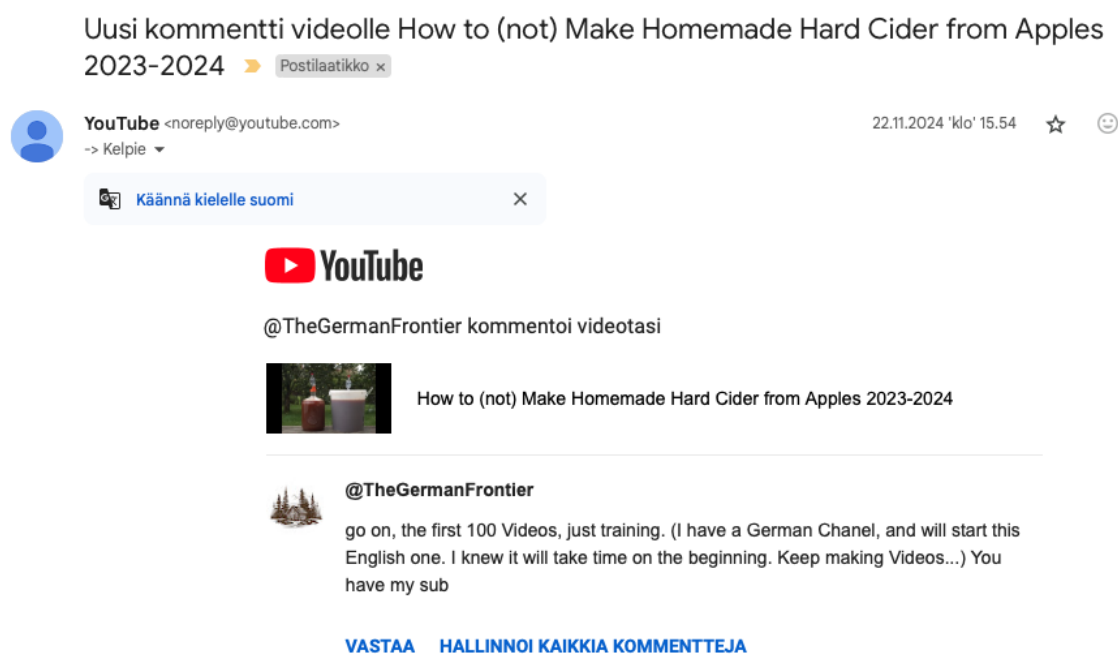 Uusi kommentti videolle How to (not) Make Homemade Hard Cider from Apples
2023-2024 Postilaatikko ×
YouTube <noreply@youtube.com> 22.11.2024 'klo' 15.54
-> Kelpie
Käännä kielelle suomi
YouTube
@TheGermanFrontier kommentoi videotasi
How to (not) Make Homemade Hard Cider from Apples 2023-2024
@TheGermanFrontier
go on, the first 100 Videos, just training. (I have a German Chanel, and will start this
English one. I knew it will take time on the beginning. Keep making Videos...) You
have my sub
VASTAA HALLINNOI KAIKKIA KOMMENTTEJA